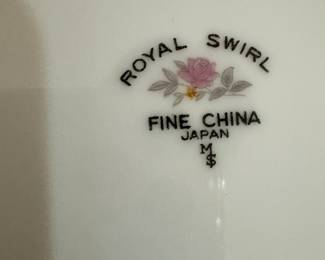 ROYAL SWIRL
FINE CHINA
JAPAN
M
$